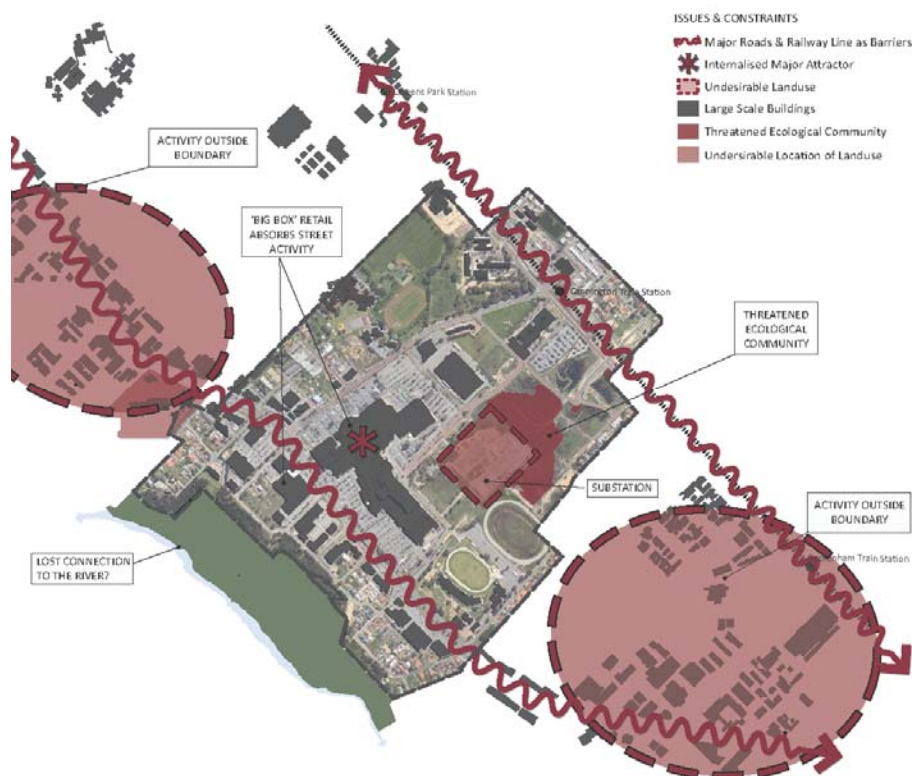 ISSUES & CONSTRAINTS
Major Roads & Railway Line as Barriers
Internalised Major Attractor
Undesirable Landuse
Large Scale Buildings
Threatened Ecological Community
Undersirable Location of Landuse
Park Station
ACTIVITY OUTSIDE
BOUNDARY
'BIG BOX' RETAIL
ABSORBS STREET
ACTIVITY
Train Station
THREATENED
ECOLOGICAL
COMMUNITY
SUBSTATION
ACTIVITY OUTSIDE
BOUNDARY
Train Station
LOST CONNECTION
TO THE RIVER?